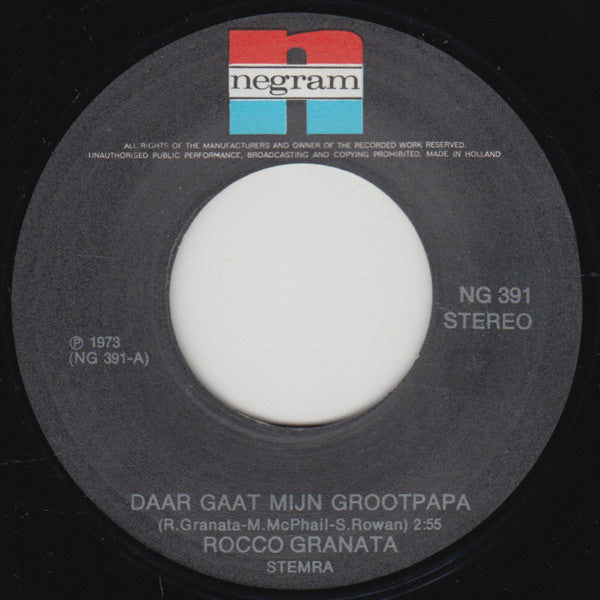 negram
ALL RIGHTS OF THE MANUFACTURERS AND OWNER OF THE RECORDED WORK RESERVED.
UNAUTHORISED PUBLIC PERFORMANCE, BROADCASTING AND COPYING PROHIBITED. MADE IN HOLLAND
NG 391
STEREO
℗ 1973
(NG 391-A)
DAAR GAAT MIJN GROOTPAPA
(R.Granata-M.McPhail-S.Rowan) 2:55
ROCCO GRANATA
STEMRA